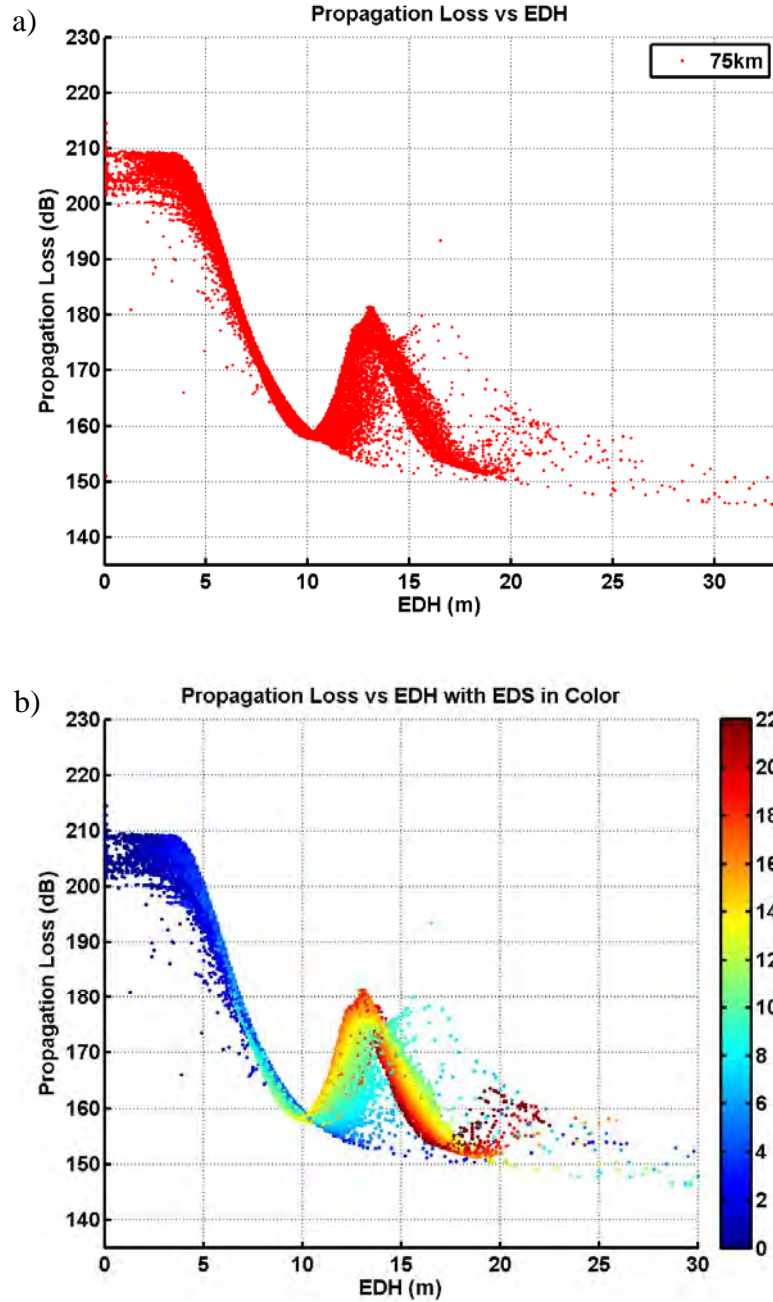 a)
Propagation Loss vs EDH
75km
Propagation Loss (dB)
230
220
210
200
190
180
170
160
150
140
0 5 10 15 20 25 30
EDH (m)
b)
Propagation Loss vs EDH with EDS in Color
Propagation Loss (dB)
230
220
210
200
190
180
170
160
150
140
0 5 10 15 20 25 30
EDH (m)
22
20
18
16
14
12
10
8
6
4
2
0